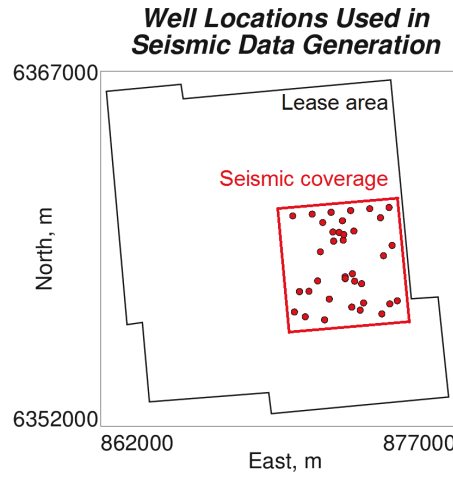 Well Locations Used in
Seismic Data Generation
6367000
Lease area
Seismic coverage
North, m
6352000
862000
877000
East, m